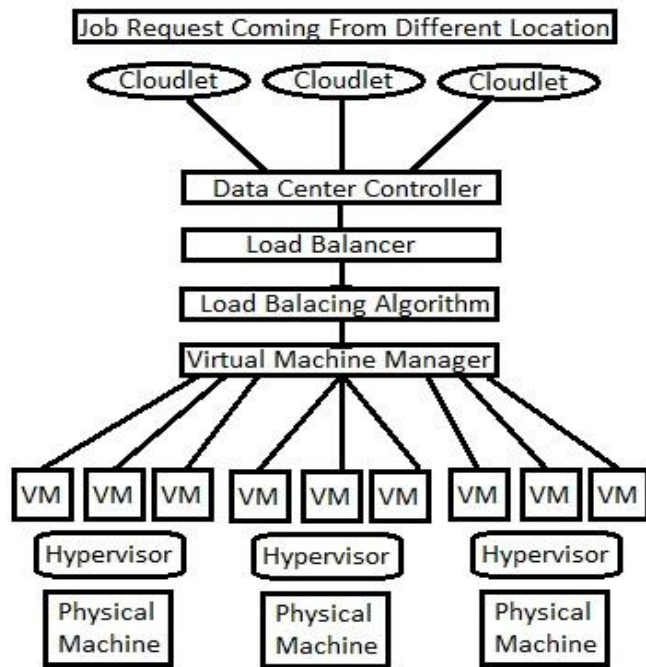 Job Request Coming From Different Location
Cloudlet
Cloudlet
Cloudlet
Data Center Controller
Load Balancer
Load Balacing Algorithm
Virtual Machine Manager
VM
VM
VM
VM
VM
VM
VM
VM
VM
Hypervisor
Hypervisor
Hypervisor
Physical
Machine
Physical
Machine
Physical
Machine